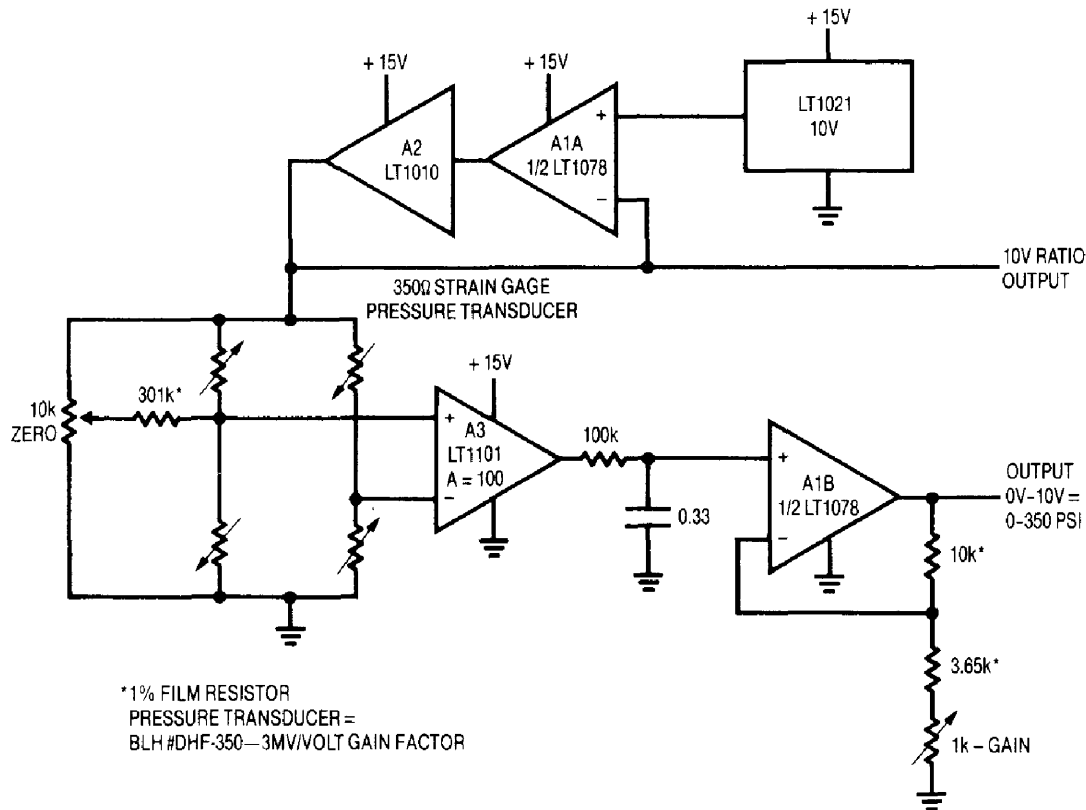 + 15V
+ 15V
+ 15V
LT1021
10V
A2
LT1010
+
A1A
1/2 LT1078
–
10V RATIO
OUTPUT
350Ω STRAIN GAGE
PRESSURE TRANSDUCER
+ 15V
10k
ZERO
301k*
+
A3
LT1101
A = 100
–
100k
0.33
+
A1B
1/2 LT1078
–
OUTPUT
0V–10V =
0–350 PSI
10k*
3.65k*
1k – GAIN
*1% FILM RESISTOR
PRESSURE TRANSDUCER =
BLH #DHF-350—3MV/VOLT GAIN FACTOR